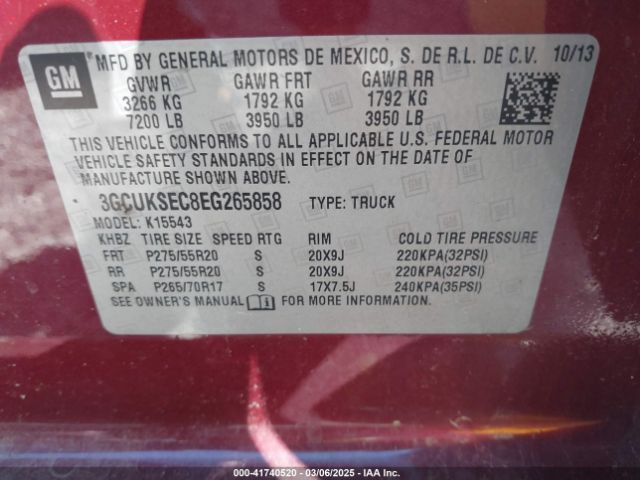 GM
MFD BY GENERAL MOTORS DE MEXICO, S. DE R.L. DE C.V. 10/13
GVWR GAWR FRT GAWR RR
3266 KG 1792 KG 1792 KG
7200 LB 3950 LB 3950 LB
THIS VEHICLE CONFORMS TO ALL APPLICABLE U.S. FEDERAL MOTOR
VEHICLE SAFETY STANDARDS IN EFFECT ON THE DATE OF
MANUFACTURE SHOWN ABOVE.
3GCUKSEC8EG265858 TYPE: TRUCK
MODEL: K15543
KHBZ TIRE SIZE SPEED RTG RIM COLD TIRE PRESSURE
FRT P275/55R20 S 20X9J 220KPA(32PSI)
RR P275/55R20 S 20X9J 220KPA(32PSI)
SPA P265/70R17 S 17X7.5J 240KPA(35PSI)
SEE OWNER'S MANUAL FOR MORE INFORMATION.
000-41740520 | 03/06/2025 | IAA Inc.